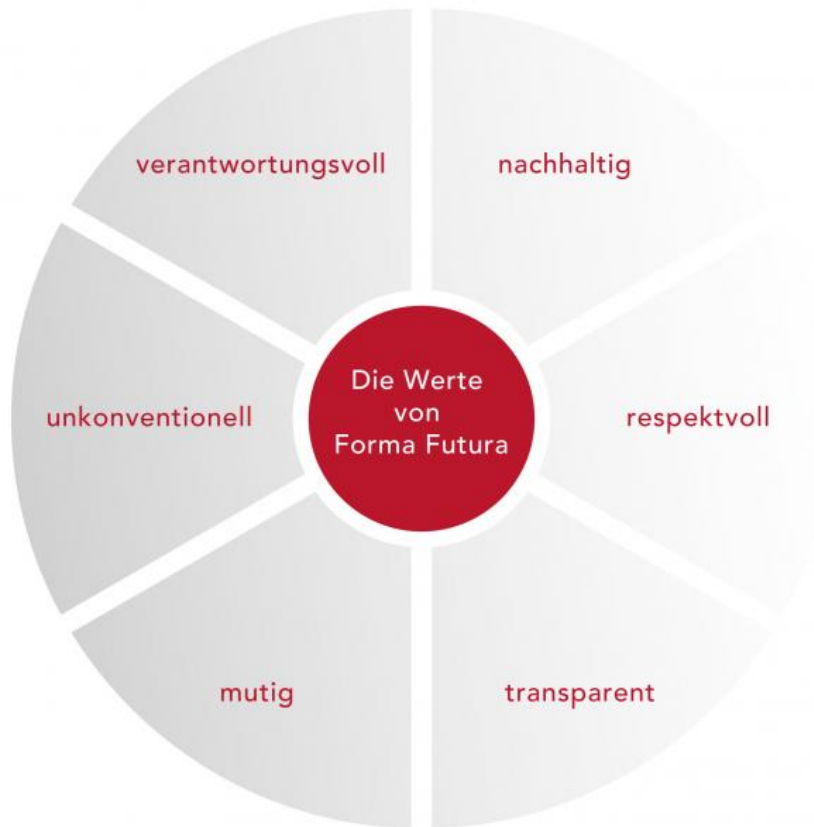 verantwortungsvoll
nachhaltig
unkonventionell
Die Werte
von
Forma Futura
respektvoll
mutig
transparent